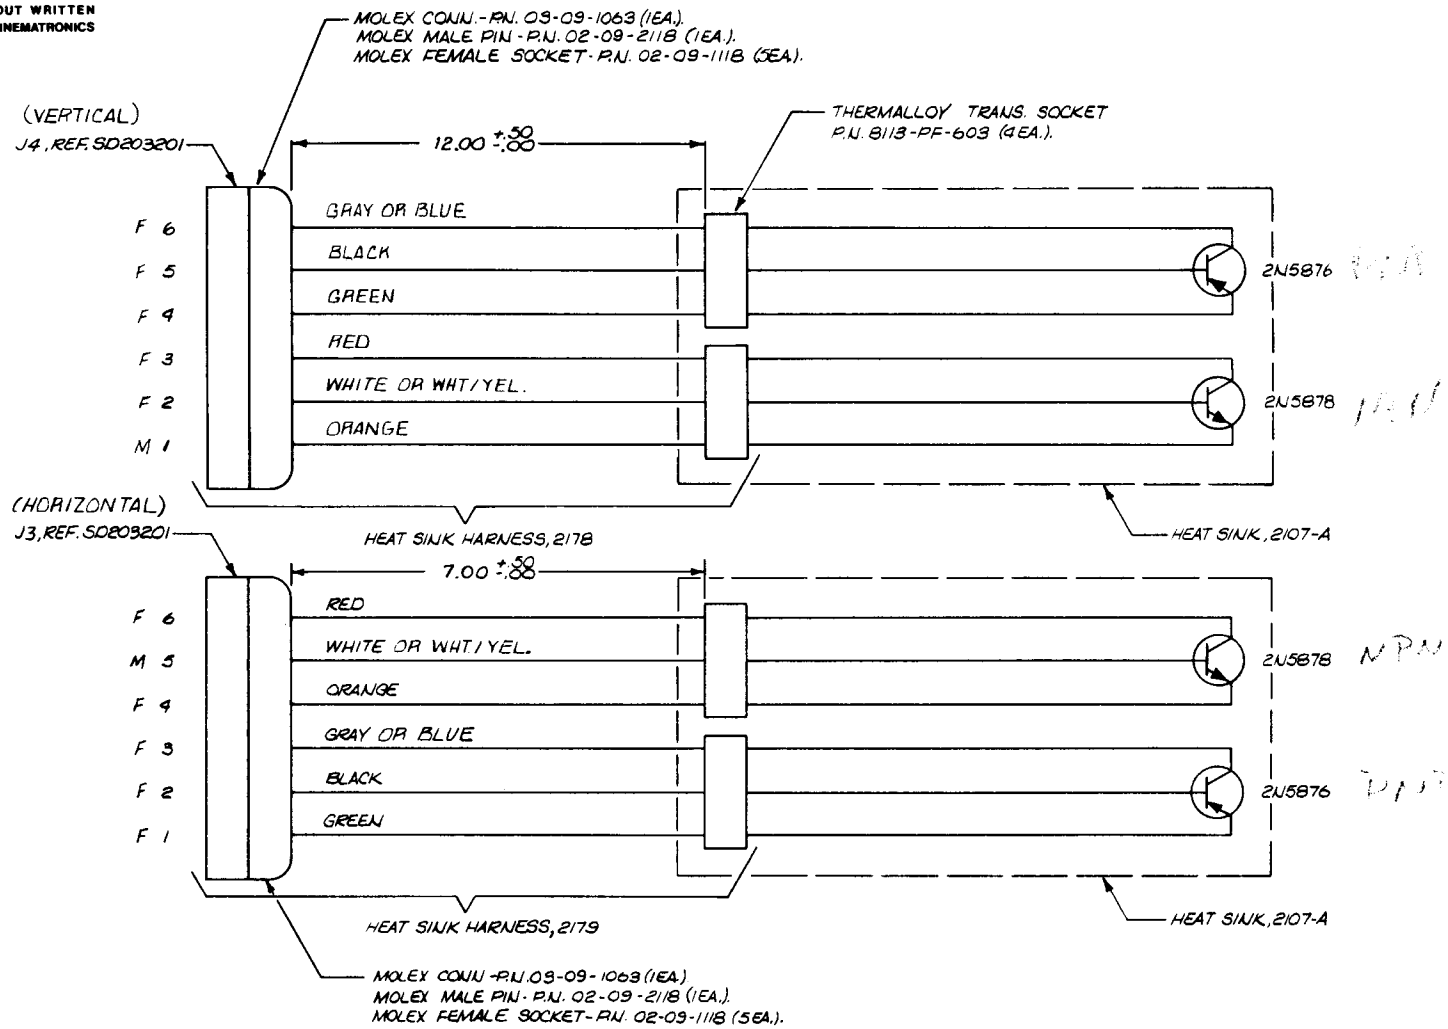 OUT WRITTEN
INEMATRONICS
MOLEX CONN.-P.N. 03-09-1063 (1EA.).
MOLEX MALE PIN-P.N. 02-09-2118 (1EA.).
MOLEX FEMALE SOCKET-P.N. 02-09-1118 (5EA.).
(VERTICAL)
J4, REF. SD203201
12.00 +.50 -.00
THERMALLOY TRANS. SOCKET
P.N. 8113-PF-603 (4EA.).
F 6 GRAY OR BLUE
F 5 BLACK
2N5876
F 4 GREEN
F 3 RED
F 2 WHITE OR WHT/YEL.
2N5878
M 1 ORANGE
HEAT SINK HARNESS, 2178
HEAT SINK, 2107-A
(HORIZONTAL)
J3, REF. SD203201
7.00 +.50 -.00
F 6 RED
M 5 WHITE OR WHT/YEL.
2N5878 NPN
F 4 ORANGE
F 3 GRAY OR BLUE
F 2 BLACK
2N5876 PNP
F 1 GREEN
HEAT SINK HARNESS, 2179
HEAT SINK, 2107-A
MOLEX CONN-P.N. 03-09-1063 (1EA.)
MOLEX MALE PIN-P.N. 02-09-2118 (1EA.).
MOLEX FEMALE SOCKET-P.N. 02-09-1118 (5EA.).